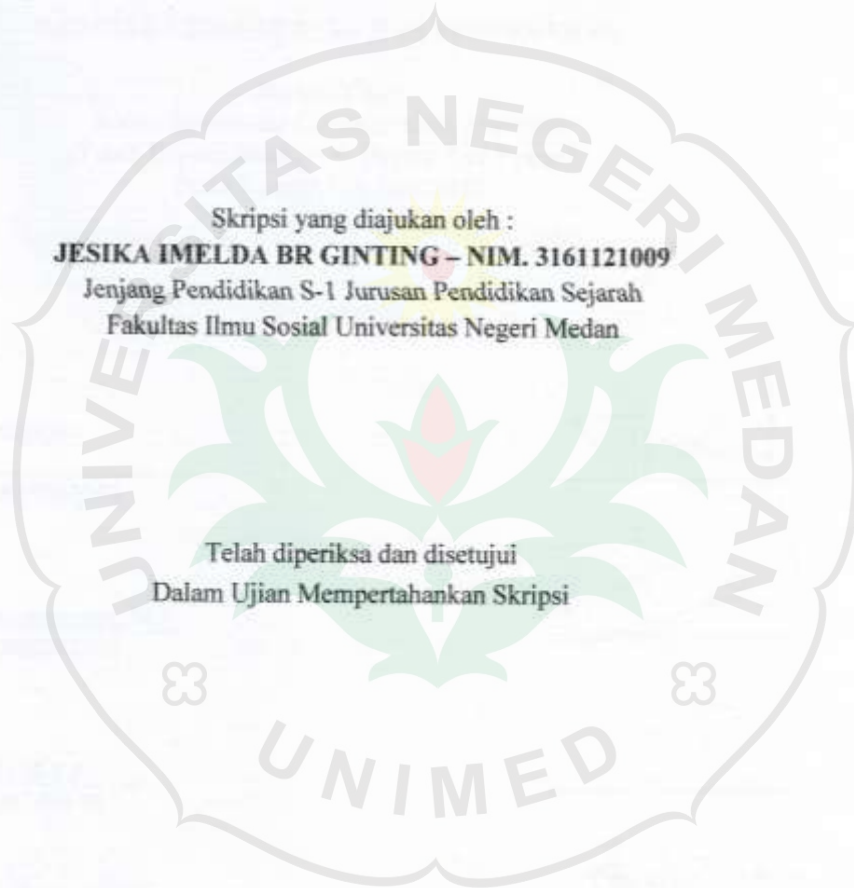 Skripsi yang diajukan oleh :
JESIKA IMELDA BR GINTING – NIM. 3161121009
Jenjang Pendidikan S-1 Jurusan Pendidikan Sejarah
Fakultas Ilmu Sosial Universitas Negeri Medan
Telah diperiksa dan disetujui
Dalam Ujian Mempertahankan Skripsi
UNIVERSITAS NEGERI MEDAN
UNIMED